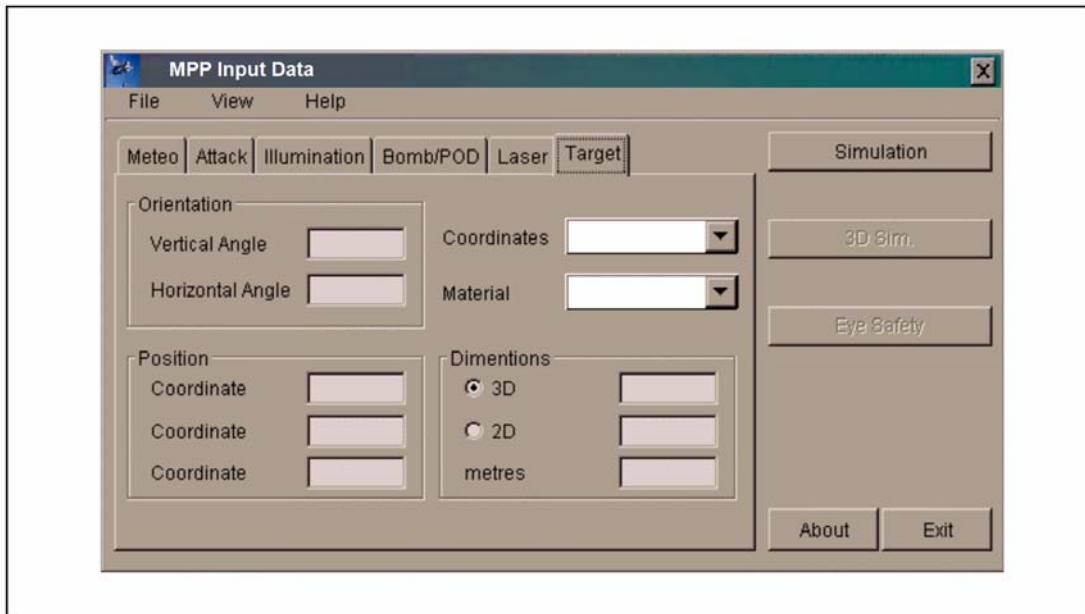 MPP Input Data
File View Help
Meteo Attack Illumination Bomb/POD Laser Target
Orientation
Vertical Angle
Horizontal Angle
Coordinates
Material
Position
Coordinate
Coordinate
Coordinate
Dimentions
3D
2D
metres
Simulation
3D Sim.
Eye Safety
About Exit